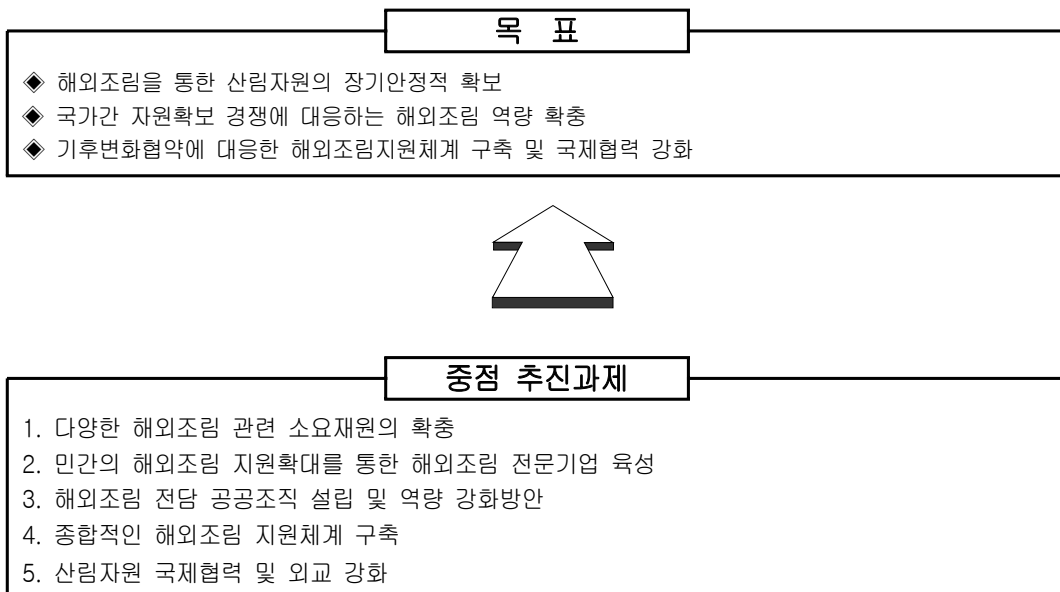 목 표
◈ 해외조림을 통한 산림자원의 장기안정적 확보
◈ 국가간 자원확보 경쟁에 대응하는 해외조림 역량 확충
◈ 기후변화협약에 대응한 해외조림지원체계 구축 및 국제협력 강화
중점 추진과제
1. 다양한 해외조림 관련 소요재원의 확충
2. 민간의 해외조림 지원확대를 통한 해외조림 전문기업 육성
3. 해외조림 전담 공공조직 설립 및 역량 강화방안
4. 종합적인 해외조림 지원체계 구축
5. 산림자원 국제협력 및 외교 강화